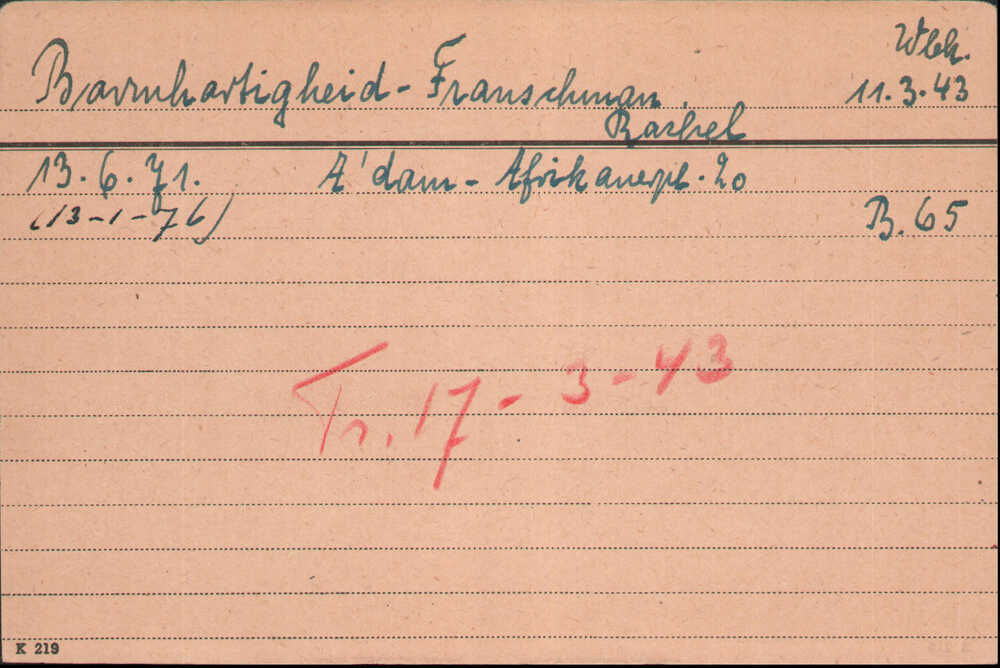 Wbk.
Barmhartigheid - Franschman. 11.3.43
Rachel
13.6.71. A'dam - Afrikanerpl. 20
(13-1-76) B. 65
Tr. 17-3-43
K 219